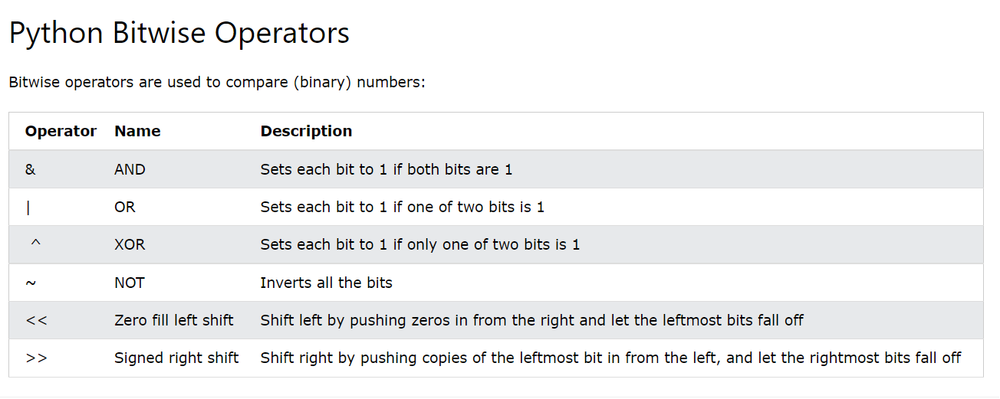 Python Bitwise Operators
Bitwise operators are used to compare (binary) numbers:
Operator Name Description
& AND Sets each bit to 1 if both bits are 1
| OR Sets each bit to 1 if one of two bits is 1
^ XOR Sets each bit to 1 if only one of two bits is 1
~ NOT Inverts all the bits
<< Zero fill left shift Shift left by pushing zeros in from the right and let the leftmost bits fall off
>> Signed right shift Shift right by pushing copies of the leftmost bit in from the left, and let the rightmost bits fall off